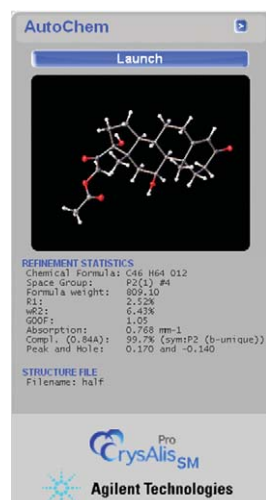 AutoChem
Launch
REFINEMENT STATISTICS
Chemical Formula: C46 H64 O12
Space Group: P2(1) #4
Formula weight: 809.10
R1: 2.52%
wR2: 6.43%
GOOF: 1.05
Absorption: 0.768 mm-1
Compl. (0.84A): 99.7% (sym:P2 (b-unique))
Peak and Hole: 0.170 and -0.140
STRUCTURE FILE
Filename: half
CrysAlis Pro SM
Agilent Technologies